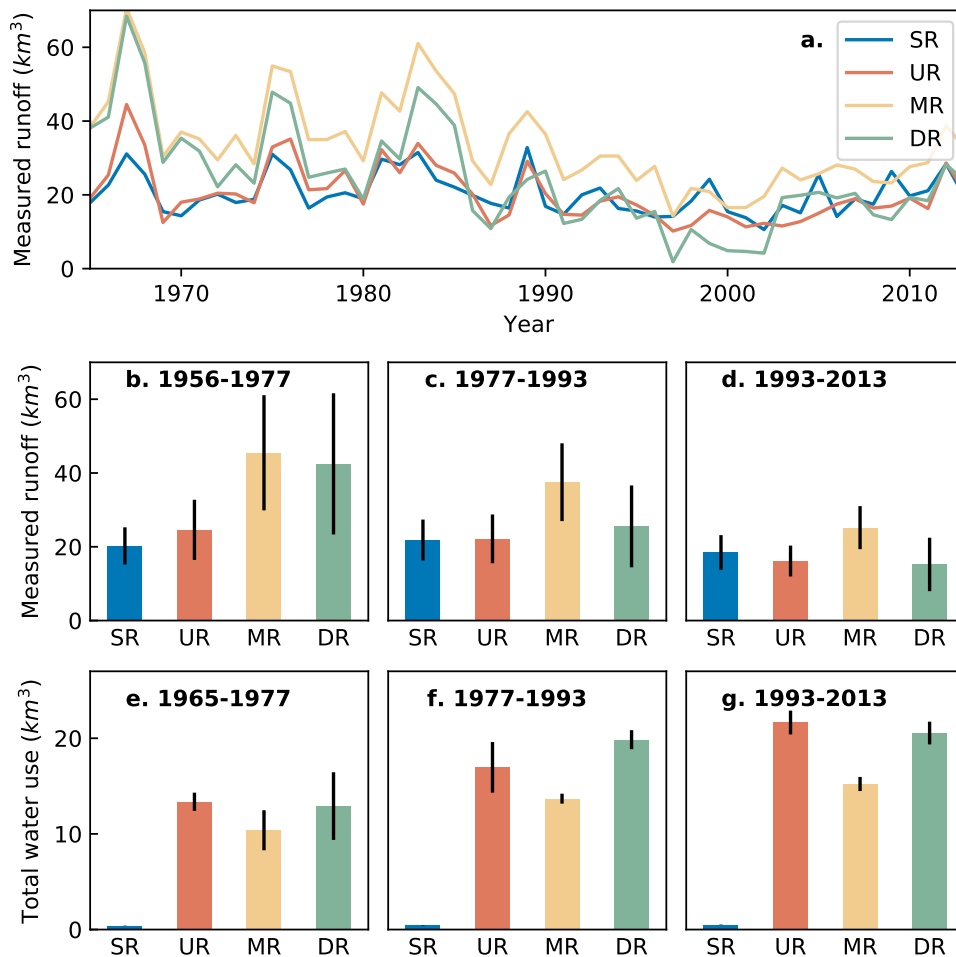 Measured runoff (km³)
60
40
20
0
a.
SR
UR
MR
DR
1970 1980 1990 2000 2010
Year
Measured runoff (km³)
60
40
20
0
b. 1956-1977
c. 1977-1993
d. 1993-2013
SR UR MR DR
SR UR MR DR
SR UR MR DR
Total water use (km³)
20
10
0
e. 1965-1977
f. 1977-1993
g. 1993-2013
SR UR MR DR
SR UR MR DR
SR UR MR DR